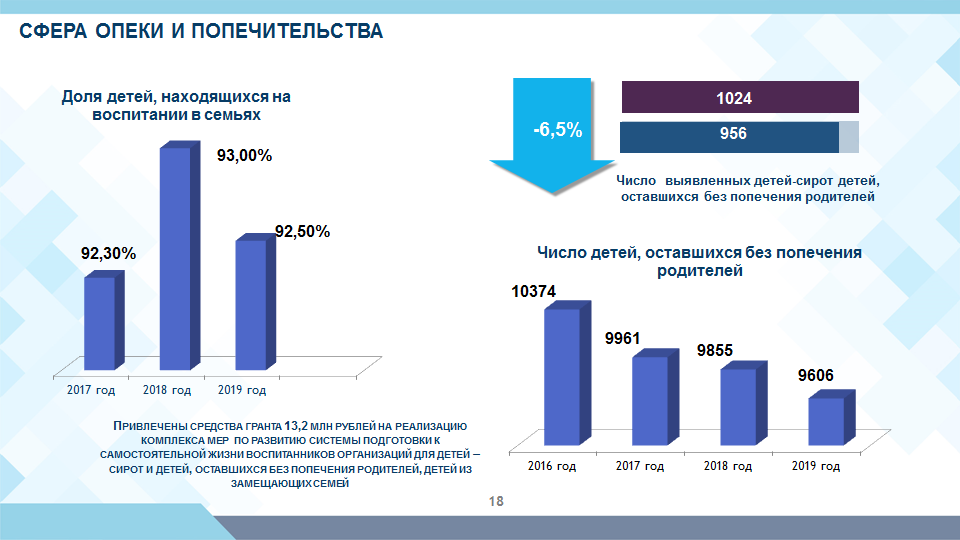 СФЕРА ОПЕКИ И ПОПЕЧИТЕЛЬСТВА
Доля детей, находящихся на
воспитании в семьях
93,00%
92,50%
92,30%
2017 год
2018 год
2019 год
ПРИВЛЕЧЕНЫ СРЕДСТВА ГРАНТА 13,2 МЛН РУБЛЕЙ НА РЕАЛИЗАЦИЮ
КОМПЛЕКСА МЕР ПО РАЗВИТИЮ СИСТЕМЫ ПОДГОТОВКИ К
САМОСТОЯТЕЛЬНОЙ ЖИЗНИ ВОСПИТАННИКОВ ОРГАНИЗАЦИЙ ДЛЯ ДЕТЕЙ –
СИРОТ И ДЕТЕЙ, ОСТАВШИХСЯ БЕЗ ПОПЕЧЕНИЯ РОДИТЕЛЕЙ, ДЕТЕЙ ИЗ
ЗАМЕЩАЮЩИХ СЕМЕЙ
-6,5%
1024
956
Число выявленных детей-сирот детей,
оставшихся без попечения родителей
Число детей, оставшихся без попечения
родителей
10374
9961
9855
9606
2016 год
2017 год
2018 год
2019 год
18